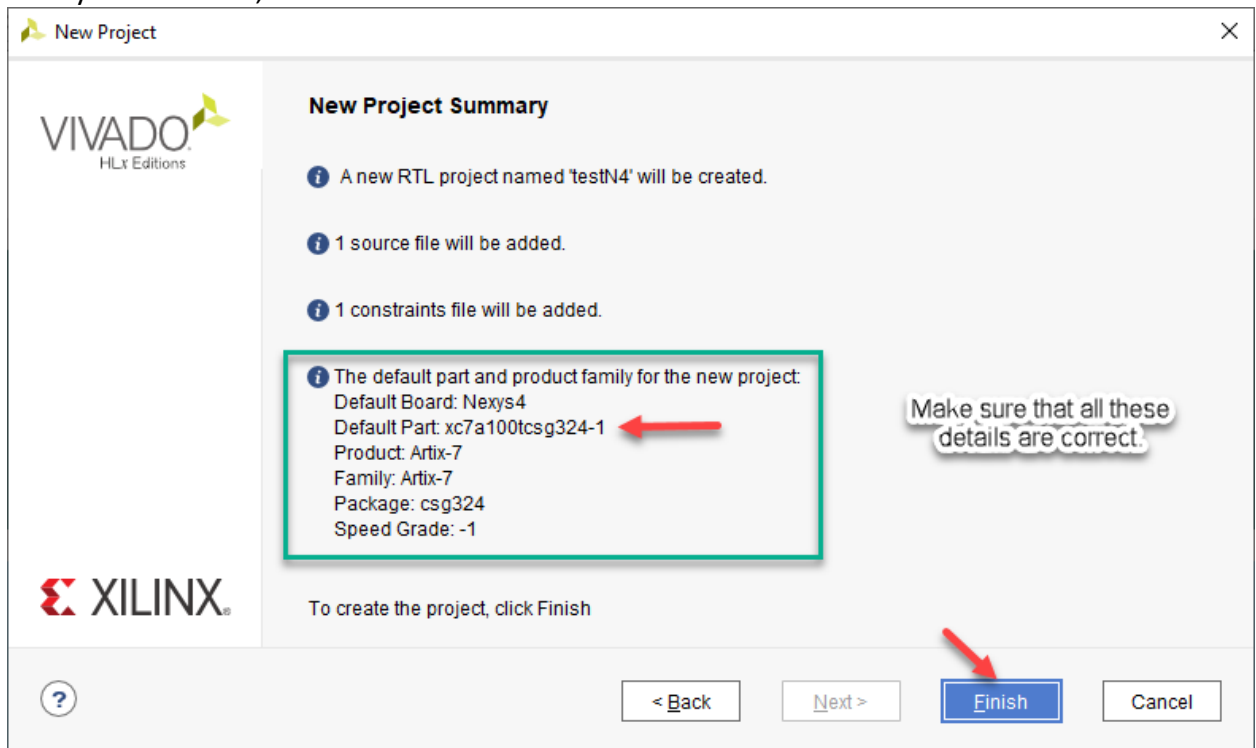 New Project
VIVADO.
HLx Editions
New Project Summary
A new RTL project named 'testN4' will be created.
1 source file will be added.
1 constraints file will be added.
The default part and product family for the new project:
Default Board: Nexys4
Default Part: xc7a100tcsg324-1
Product: Artix-7
Family: Artix-7
Package: csg324
Speed Grade: -1
Make sure that all these
details are correct.
XILINX.
To create the project, click Finish
?
< Back
Next >
Finish
Cancel